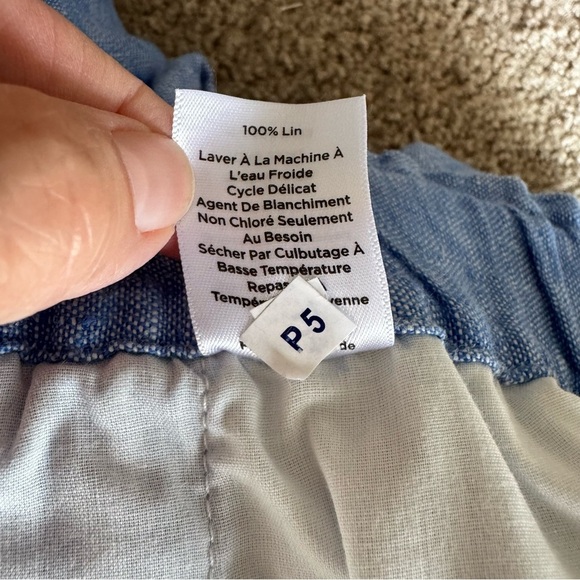 100% Lin
Laver À La Machine À
L'eau Froide
Cycle Délicat
Agent De Blanchiment
Non Chloré Seulement
Au Besoin
Sécher Par Culbutage À
Basse Température
P5